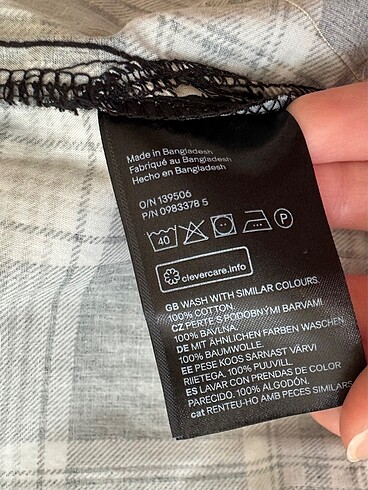 Made in Bangladesh
Fabriqué au Bangladesh
Hecho en Bangladesh
O/N 139506
P/N 0983378 5
40
P
clevercare.info
GB WASH WITH SIMILAR COLOURS.
100% COTTON.
CZ PERTE S PODOBNÝMI BARVAMI
100% BAVLNA.
DE MIT ÄHNLICHEN FARBEN WASCHEN.
100% BAUMWOLLE.
EE PESE KOOS SARNAST VÄRVI
RIIETEGA. 100% PUUVILL.
ES LAVAR CON PRENDAS DE COLOR
PARECIDO. 100% ALGODÓN.
cat RENTEU-HO AMB PECES SIMILARS